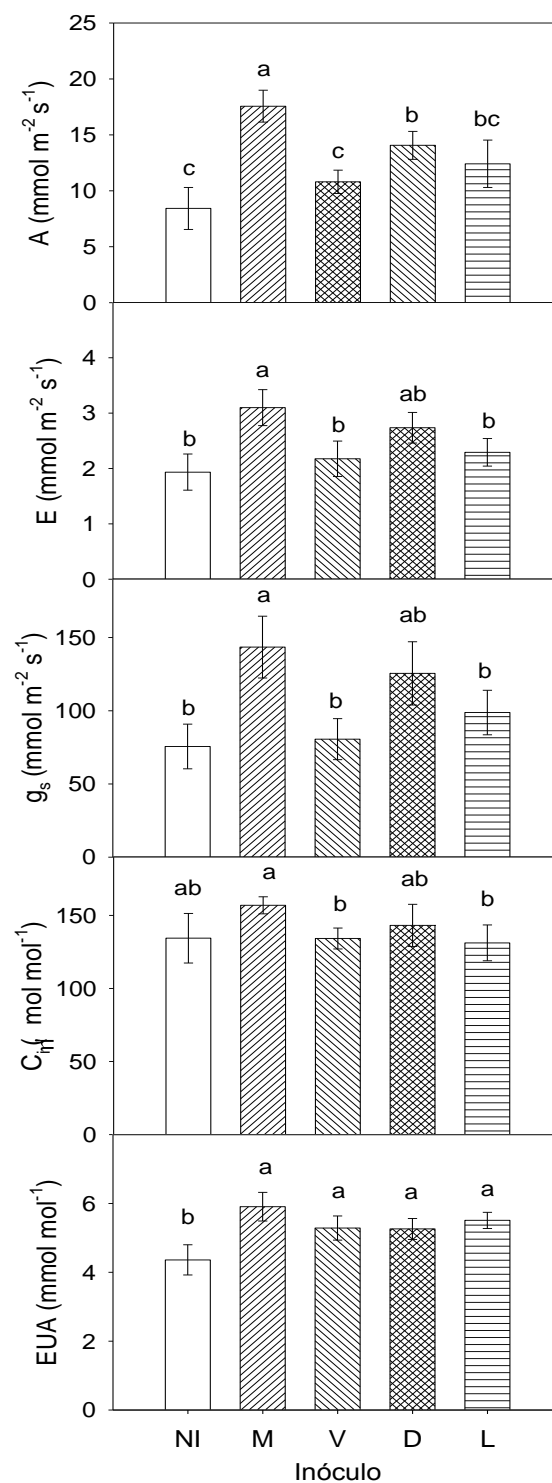 25
a
20
b
bc
15
c
c
10
5
0
A (mmol m⁻² s⁻¹)
4
a
ab
3
b
b
b
2
1
0
E (mmol m⁻² s⁻¹)
a
150
ab
b
b
b
100
50
0
gₛ (mmol m⁻² s⁻¹)
a
ab
ab
b
b
150
100
50
0
mol mol⁻¹)
a
a
a
a
6
b
4
2
0
EUA (mmol mol⁻¹)
NI M V D L
Inóculo